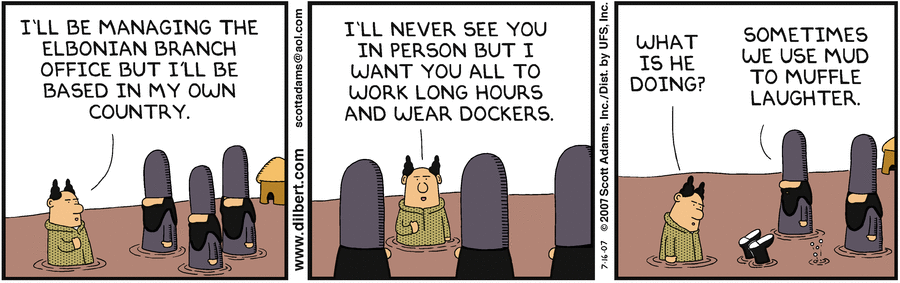 I'LL BE MANAGING THE
ELBONIAN BRANCH
OFFICE BUT I'LL BE
BASED IN MY OWN
COUNTRY.
www.dilbert.com scottadams@aol.com
I'LL NEVER SEE YOU
IN PERSON BUT I
WANT YOU ALL TO
WORK LONG HOURS
AND WEAR DOCKERS.
7-16-07 © 2007 Scott Adams, Inc./Dist. by UFS, Inc.
WHAT
IS HE
DOING?
SOMETIMES
WE USE MUD
TO MUFFLE
LAUGHTER.